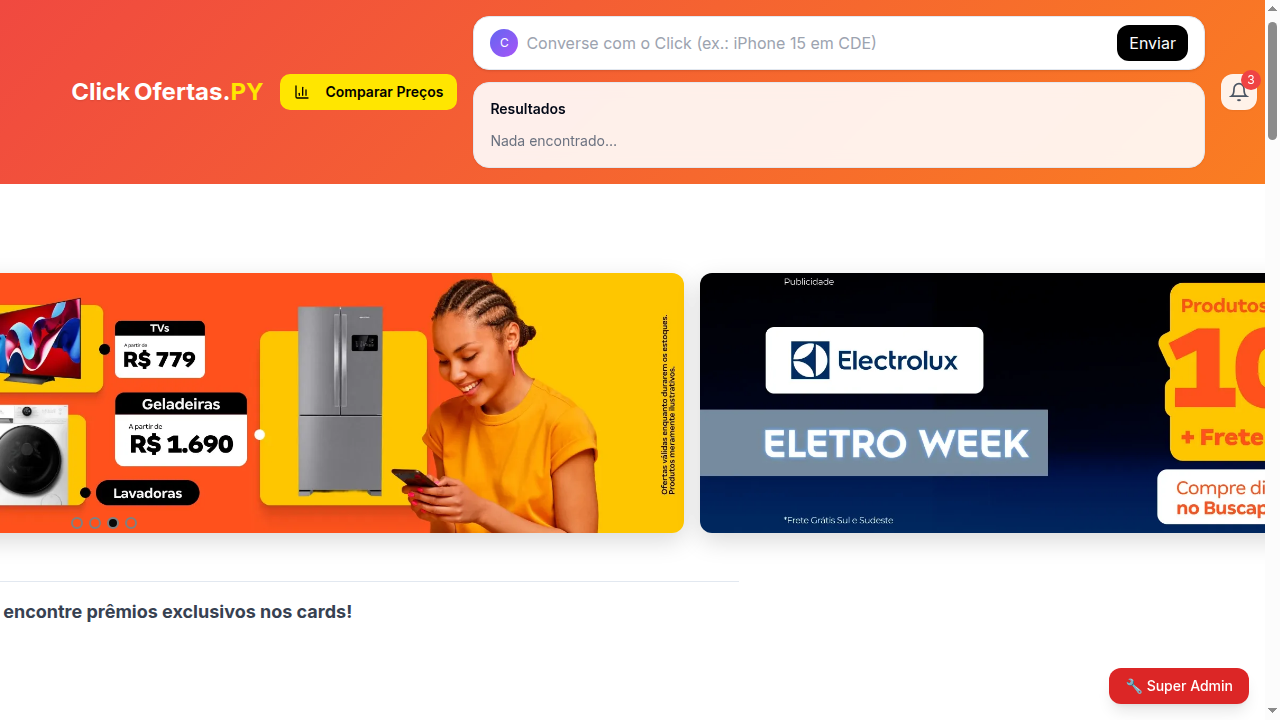 C
Converse com o Click (ex.: iPhone 15 em CDE)
Enviar
Click Ofertas.PY
Comparar Preços
3
Resultados
Nada encontrado...
TVs
A partir de
R$ 779
Geladeiras
A partir de
R$ 1.690
Lavadoras
Ofertas válidas enquanto durarem os estoques.
Produtos meramente ilustrativos.
Publicidade
Electrolux
ELETRO WEEK
*Frete Grátis Sul e Sudeste
Produtos
10
+ Frete
Compre di
no Buscap
encontre prêmios exclusivos nos cards!
🔧 Super Admin